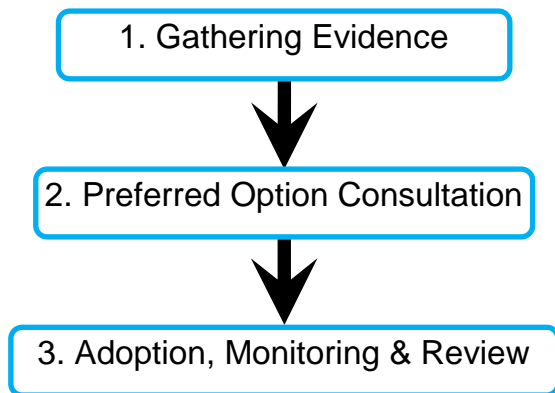 1. Gathering Evidence
2. Preferred Option Consultation
3. Adoption, Monitoring & Review